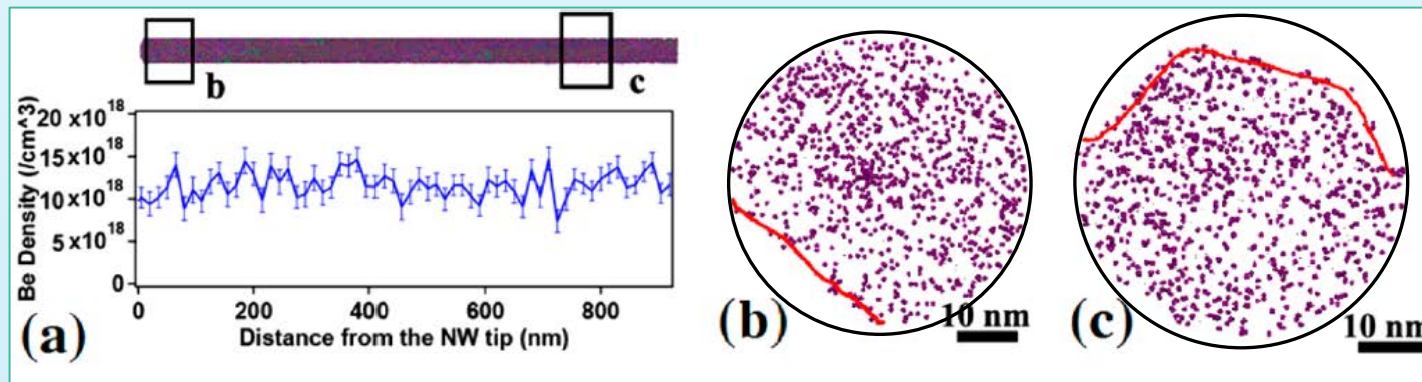 b
c
Be Density (/cm^3)
20 x10^18
15x10^18
10x10^18
5x10^18
0
0 200 400 600 800
Distance from the NW tip (nm)
(a)
(b)
10 nm
(c)
10 nm